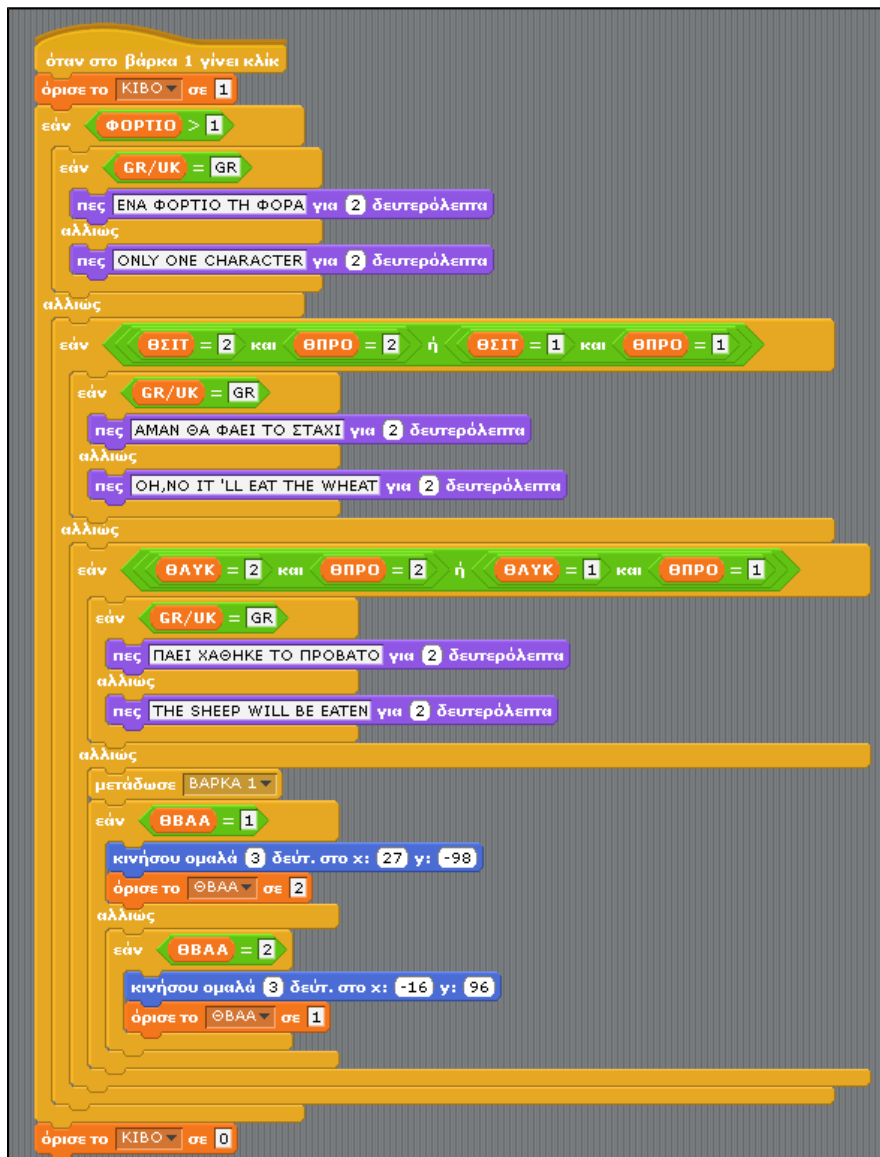 όταν στο βάρκα 1 γίνει κλίκ
όρισε το ΚΙΒΟ σε 1
εάν ΦΟΡΤΙΟ > 1
εάν GR/UK = GR
πες ΕΝΑ ΦΟΡΤΙΟ ΤΗ ΦΟΡΑ για 2 δευτερόλεπτα
αλλιώς
πες ONLY ONE CHARACTER για 2 δευτερόλεπτα
αλλιώς
εάν ΘΣΙΤ = 2 και ΘΠΡΟ = 2 ή ΘΣΙΤ = 1 και ΘΠΡΟ = 1
εάν GR/UK = GR
πες ΑΜΑΝ ΘΑ ΦΑΕΙ ΤΟ ΣΤΑΧΙ για 2 δευτερόλεπτα
αλλιώς
πες OH,NO IT 'LL EAT THE WHEAT για 2 δευτερόλεπτα
αλλιώς
εάν ΘΛΥΚ = 2 και ΘΠΡΟ = 2 ή ΘΛΥΚ = 1 και ΘΠΡΟ = 1
εάν GR/UK = GR
πες ΠΑΕΙ ΧΑΘΗΚΕ ΤΟ ΠΡΟΒΑΤΟ για 2 δευτερόλεπτα
αλλιώς
πες THE SHEEP WILL BE EATEN για 2 δευτερόλεπτα
αλλιώς
μετάδωσε ΒΑΡΚΑ 1
εάν ΘΒΑΑ = 1
κινήσου ομαλά 3 δεύτ. στο x: 27 y: -98
όρισε το ΘΒΑΑ σε 2
αλλιώς
εάν ΘΒΑΑ = 2
κινήσου ομαλά 3 δεύτ. στο x: -16 y: 96
όρισε το ΘΒΑΑ σε 1
όρισε το ΚΙΒΟ σε 0